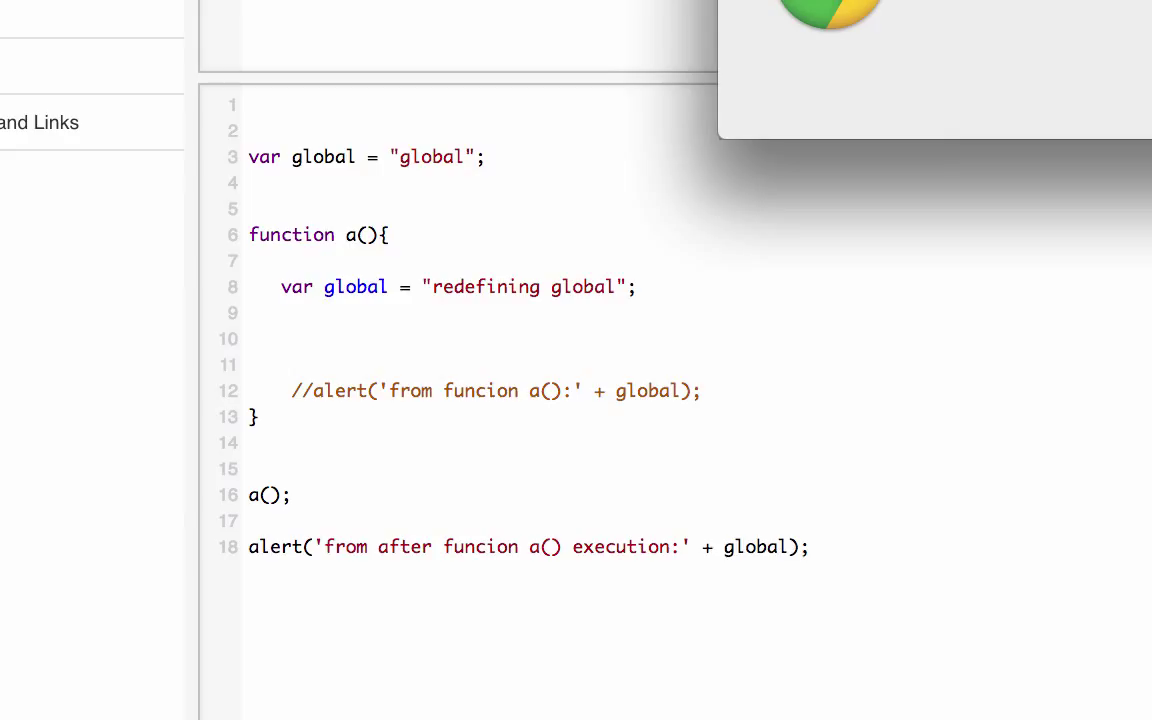 and Links
1
2
3 var global = "global";
4
5
6 function a(){
7
8 var global = "redefining global";
9
10
11
12 //alert('from funcion a():' + global);
13 }
14
15
16 a();
17
18 alert('from after funcion a() execution:' + global);